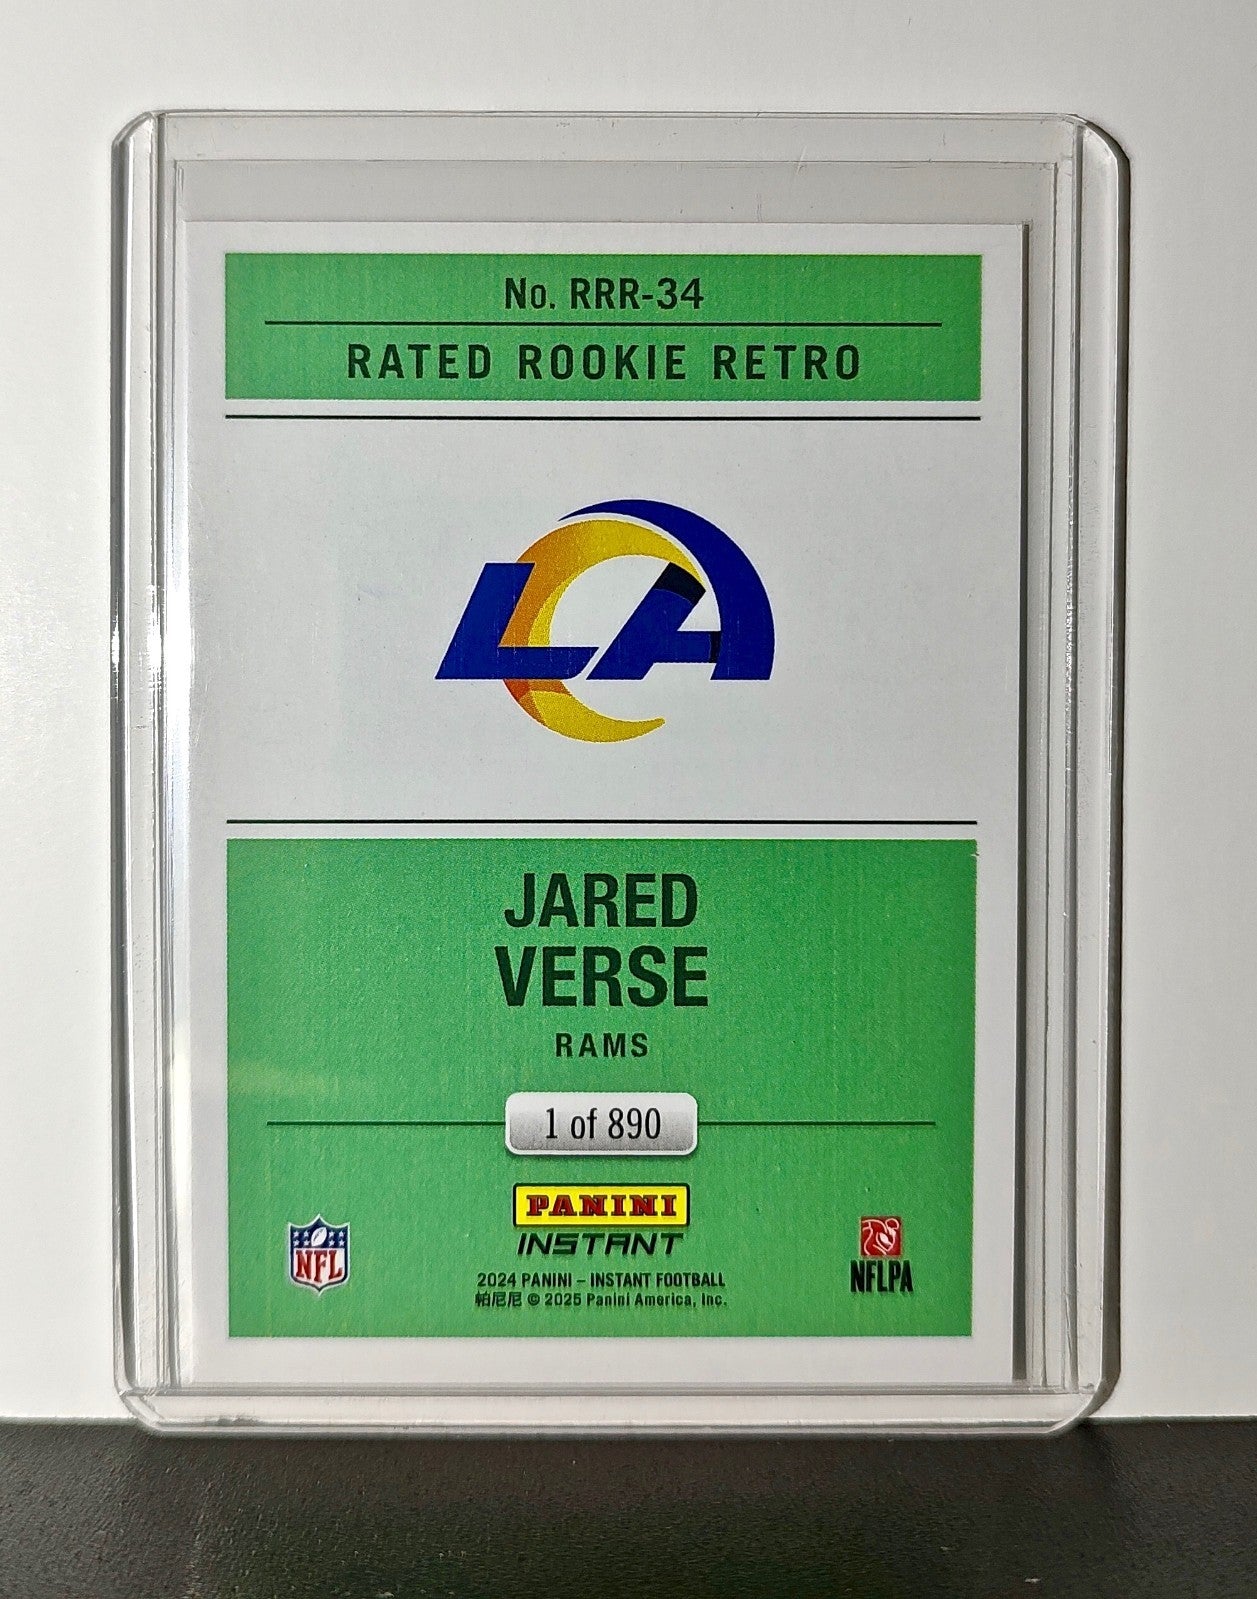 No. RRR-34
RATED ROOKIE RETRO
LA
JARED
VERSE
RAMS
1 of 890
PANINI
INSTANT
NFL
NFLPA
2024 PANINI – INSTANT FOOTBALL
帕尼尼 © 2025 Panini America, Inc.